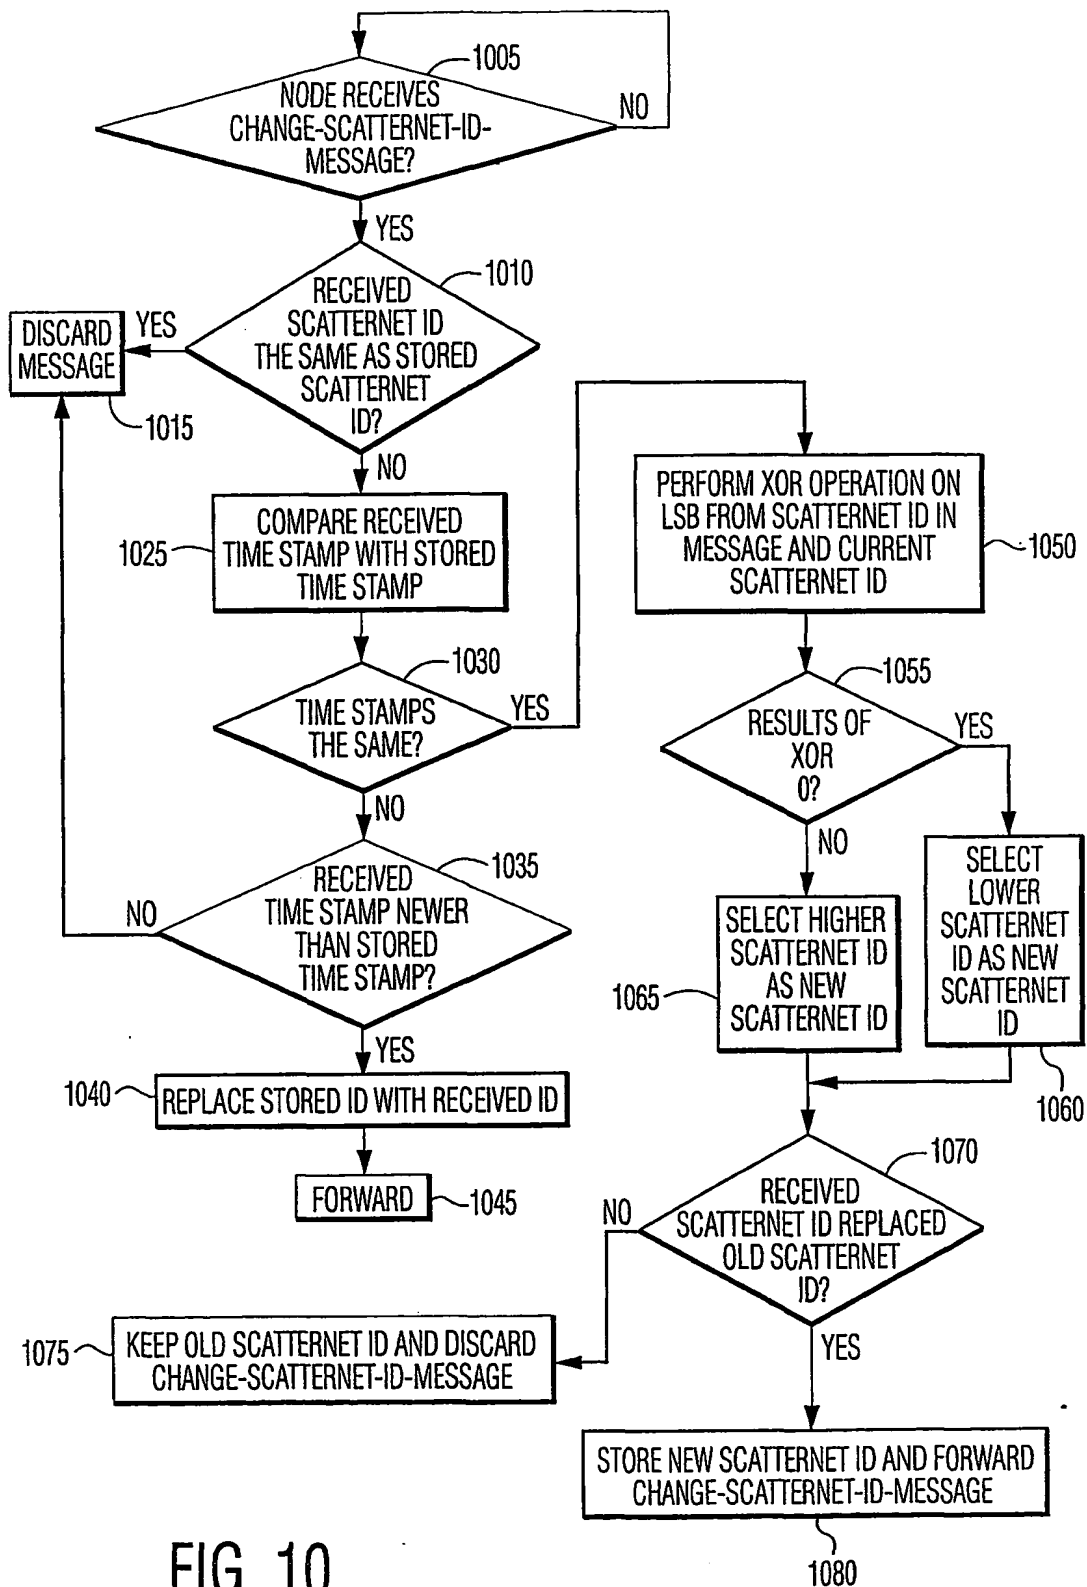 1005
NODE RECEIVES
CHANGE-SCATTERNET-ID-
MESSAGE?
NO
YES
1010
RECEIVED
SCATTERNET ID
THE SAME AS STORED
SCATTERNET
ID?
YES
DISCARD
MESSAGE
1015
NO
COMPARE RECEIVED
TIME STAMP WITH STORED
TIME STAMP
1025
1030
TIME STAMPS
THE SAME?
YES
NO
1035
RECEIVED
TIME STAMP NEWER
THAN STORED
TIME STAMP?
NO
YES
1040
REPLACE STORED ID WITH RECEIVED ID
FORWARD
1045
PERFORM XOR OPERATION ON
LSB FROM SCATTERNET ID IN
MESSAGE AND CURRENT
SCATTERNET ID
1050
1055
RESULTS OF
XOR
0?
YES
NO
SELECT
LOWER
SCATTERNET
ID AS NEW
SCATTERNET
ID
1060
SELECT HIGHER
SCATTERNET ID
AS NEW
SCATTERNET ID
1065
1070
RECEIVED
SCATTERNET ID REPLACED
OLD SCATTERNET
ID?
NO
YES
1075
KEEP OLD SCATTERNET ID AND DISCARD
CHANGE-SCATTERNET-ID-MESSAGE
STORE NEW SCATTERNET ID AND FORWARD
CHANGE-SCATTERNET-ID-MESSAGE
1080
FIG. 10